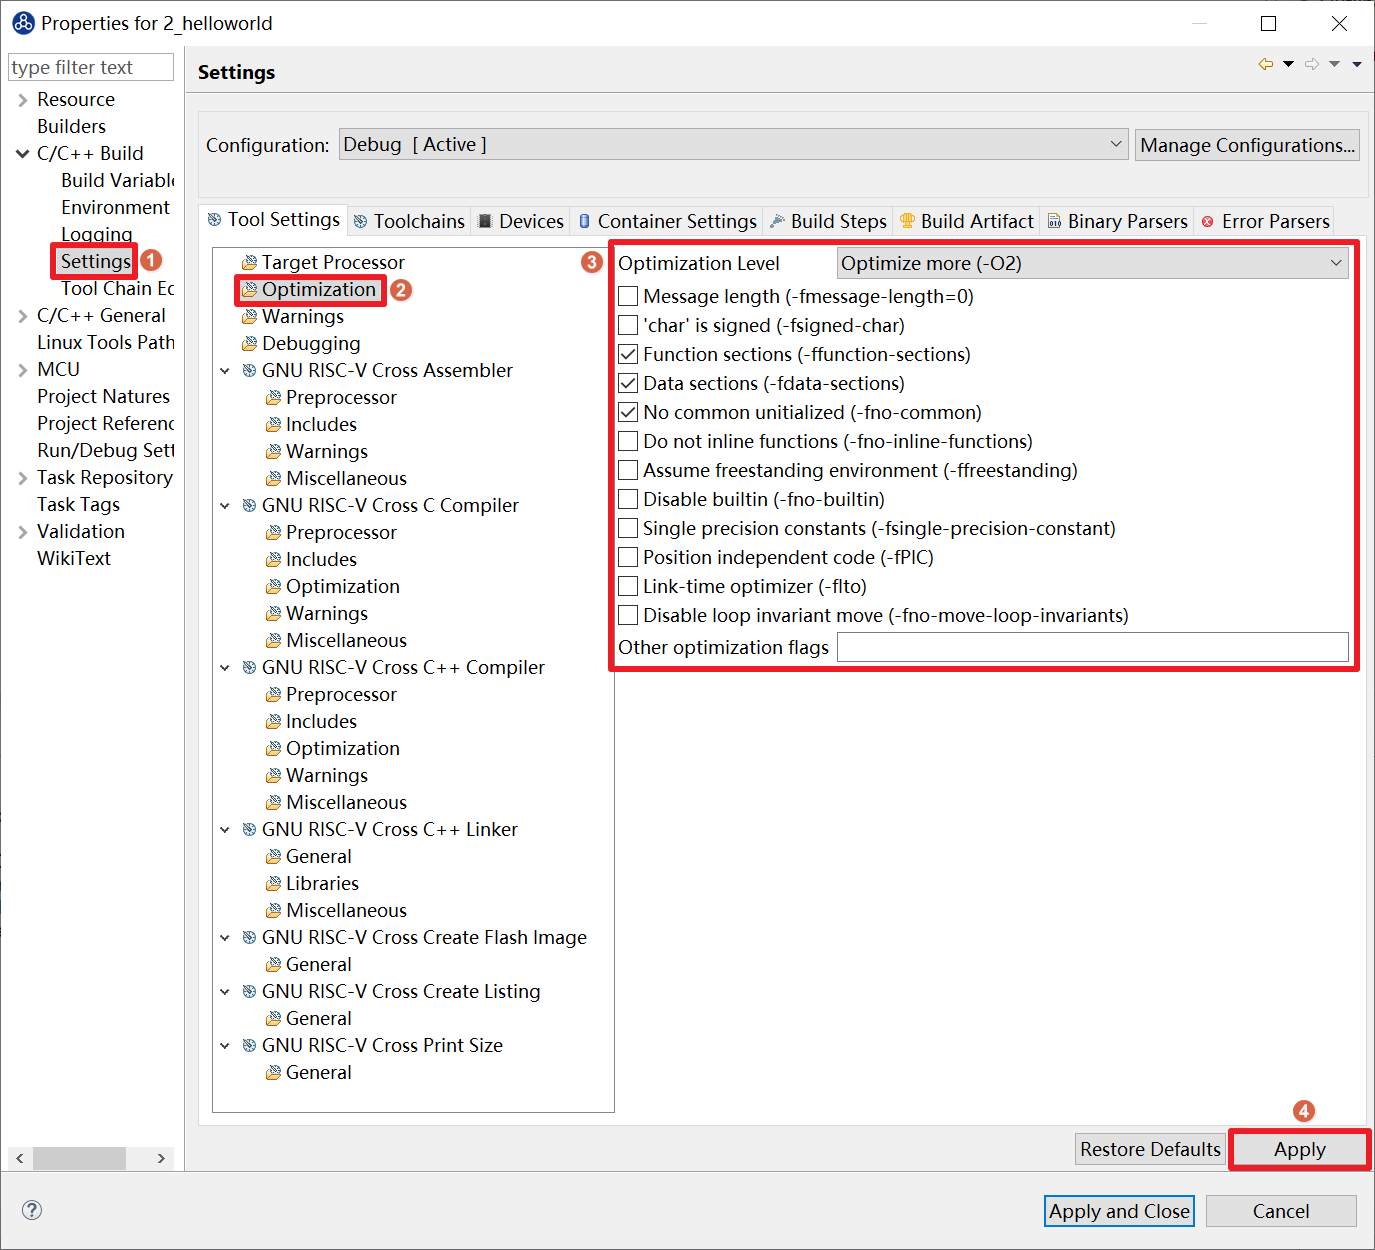 Properties for 2_helloworld
type filter text
Resource
Builders
C/C++ Build
Build Variable
Environment
Logging
Settings
1
Tool Chain Ec
C/C++ General
Linux Tools Path
MCU
Project Natures
Project Referenc
Run/Debug Sett
Task Repository
Task Tags
Validation
WikiText
Settings
Configuration:
Debug [ Active ]
Manage Configurations...
Tool Settings
Toolchains
Devices
Container Settings
Build Steps
Build Artifact
Binary Parsers
Error Parsers
Target Processor
Optimization
2
Warnings
Debugging
GNU RISC-V Cross Assembler
Preprocessor
Includes
Warnings
Miscellaneous
GNU RISC-V Cross C Compiler
Preprocessor
Includes
Optimization
Warnings
Miscellaneous
GNU RISC-V Cross C++ Compiler
Preprocessor
Includes
Optimization
Warnings
Miscellaneous
GNU RISC-V Cross C++ Linker
General
Libraries
Miscellaneous
GNU RISC-V Cross Create Flash Image
General
GNU RISC-V Cross Create Listing
General
GNU RISC-V Cross Print Size
General
3
Optimization Level
Optimize more (-O2)
Message length (-fmessage-length=0)
'char' is signed (-fsigned-char)
Function sections (-ffunction-sections)
Data sections (-fdata-sections)
No common unitialized (-fno-common)
Do not inline functions (-fno-inline-functions)
Assume freestanding environment (-ffreestanding)
Disable builtin (-fno-builtin)
Single precision constants (-fsingle-precision-constant)
Position independent code (-fPIC)
Link-time optimizer (-flto)
Disable loop invariant move (-fno-move-loop-invariants)
Other optimization flags
4
Restore Defaults
Apply
Apply and Close
Cancel